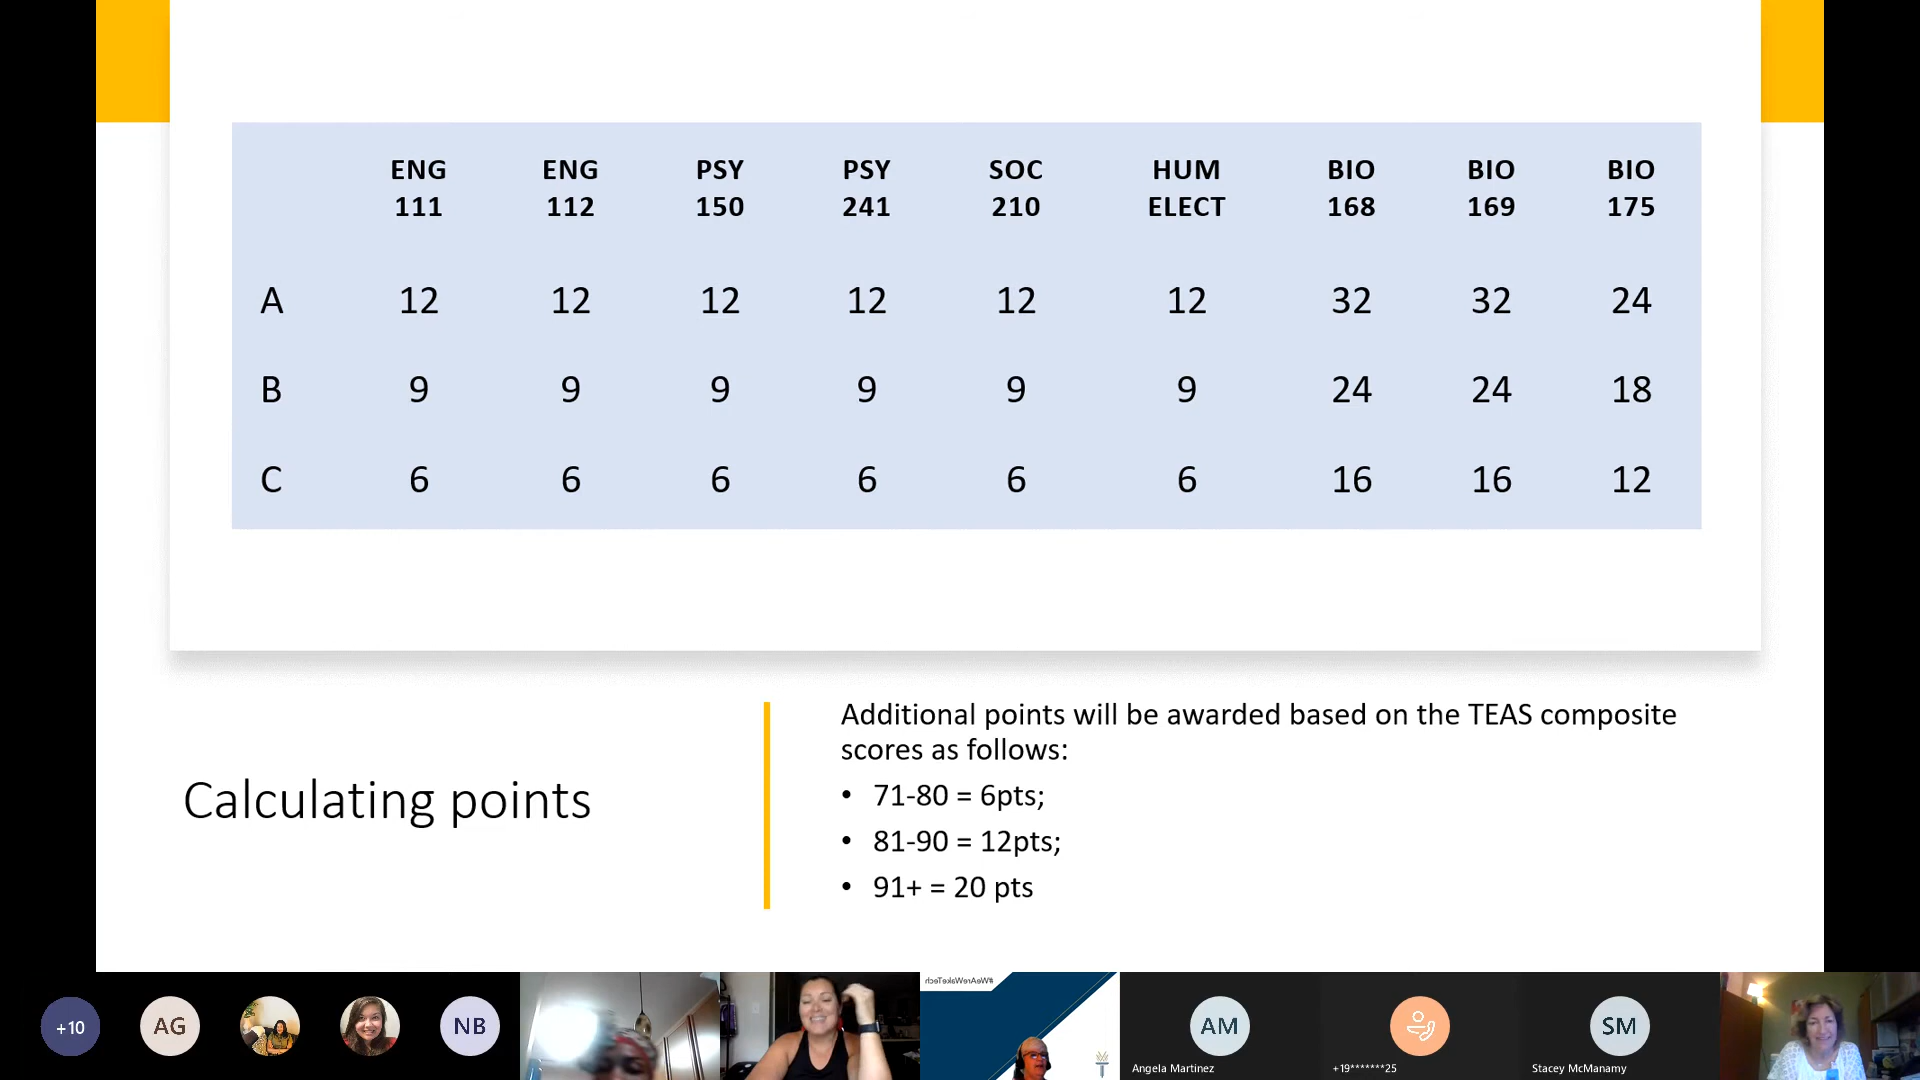 ENG ENG PSY PSY SOC HUM BIO BIO BIO
111 112 150 241 210 ELECT 168 169 175
A 12 12 12 12 12 12 32 32 24
B 9 9 9 9 9 9 24 24 18
C 6 6 6 6 6 6 16 16 12
Calculating points
Additional points will be awarded based on the TEAS composite
scores as follows:
• 71-80 = 6pts;
• 81-90 = 12pts;
• 91+ = 20 pts
+10
AG
NB
#WeAreWakeTech
AM
Angela Martinez
+19*******25
SM
Stacey McManamy